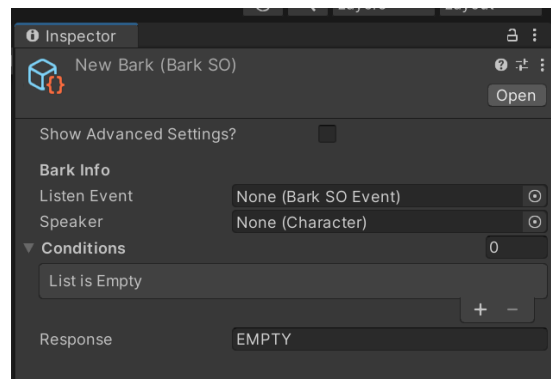 Inspector
New Bark (Bark SO)
Open
Show Advanced Settings?
Bark Info
Listen Event None (Bark SO Event)
Speaker None (Character)
Conditions 0
List is Empty
+ −
Response EMPTY